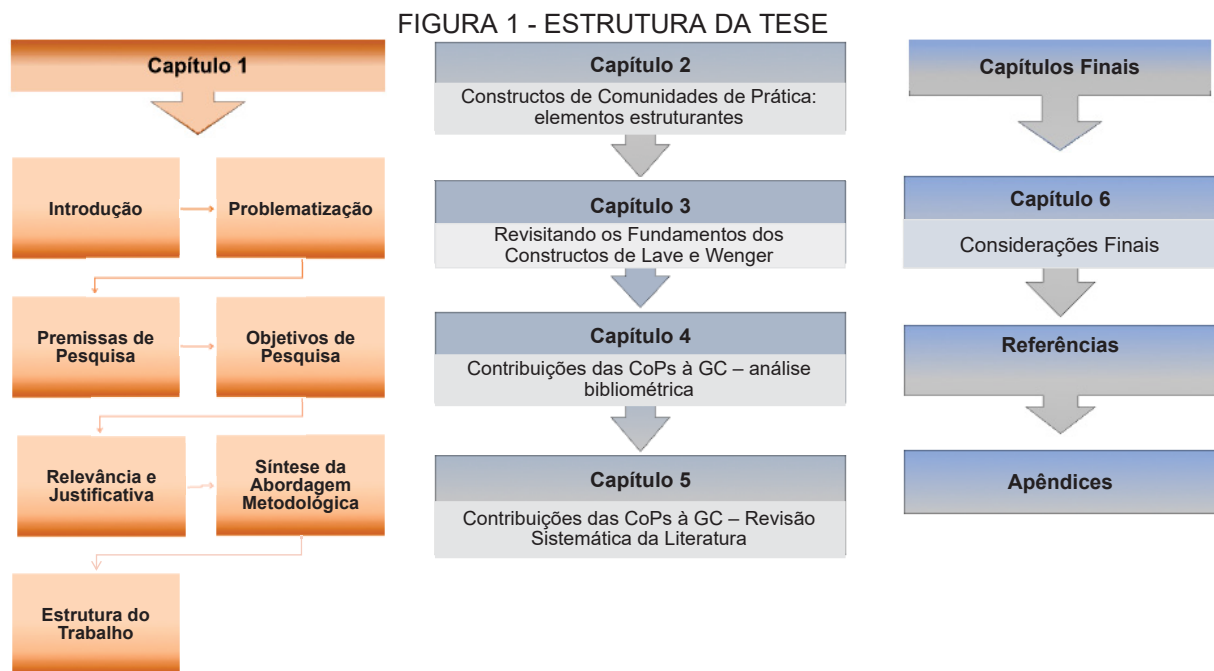 FIGURA 1 - ESTRUTURA DA TESE
Capítulo 1
Introdução
Problematização
Premissas de
Pesquisa
Objetivos de
Pesquisa
Relevância e
Justificativa
Síntese da
Abordagem
Metodológica
Estrutura do
Trabalho
Capítulo 2
Constructos de Comunidades de Prática:
elementos estruturantes
Capítulo 3
Revisitando os Fundamentos dos
Constructos de Lave e Wenger
Capítulo 4
Contribuições das CoPs à GC – análise
bibliométrica
Capítulo 5
Contribuições das CoPs à GC – Revisão
Sistemática da Literatura
Capítulos Finais
Capítulo 6
Considerações Finais
Referências
Apêndices